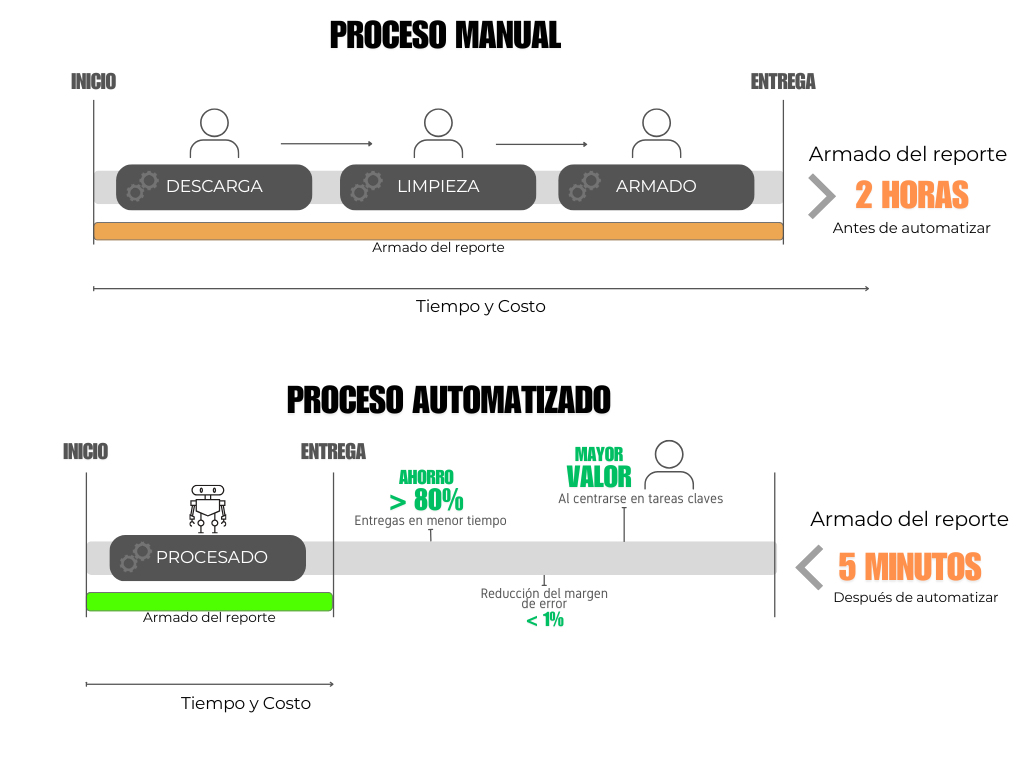 PROCESO MANUAL
INICIO
ENTREGA
DESCARGA
LIMPIEZA
ARMADO
Armado del reporte
2 HORAS
Antes de automatizar
Armado del reporte
Tiempo y Costo
PROCESO AUTOMATIZADO
INICIO
ENTREGA
AHORRO
> 80%
Entregas en menor tiempo
MAYOR
VALOR
Al centrarse en tareas claves
PROCESADO
Armado del reporte
5 MINUTOS
Después de automatizar
Reducción del margen
de error
< 1%
Armado del reporte
Tiempo y Costo